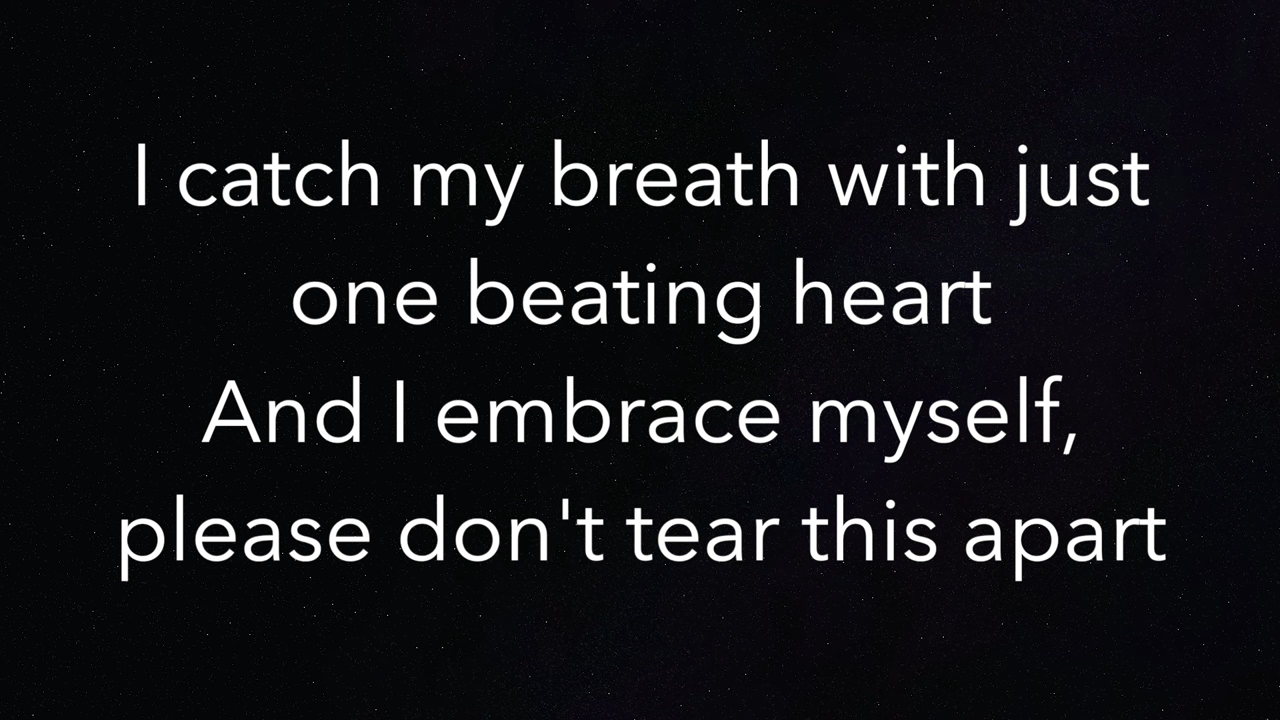 I catch my breath with just
one beating heart
And I embrace myself,
please don't tear this apart